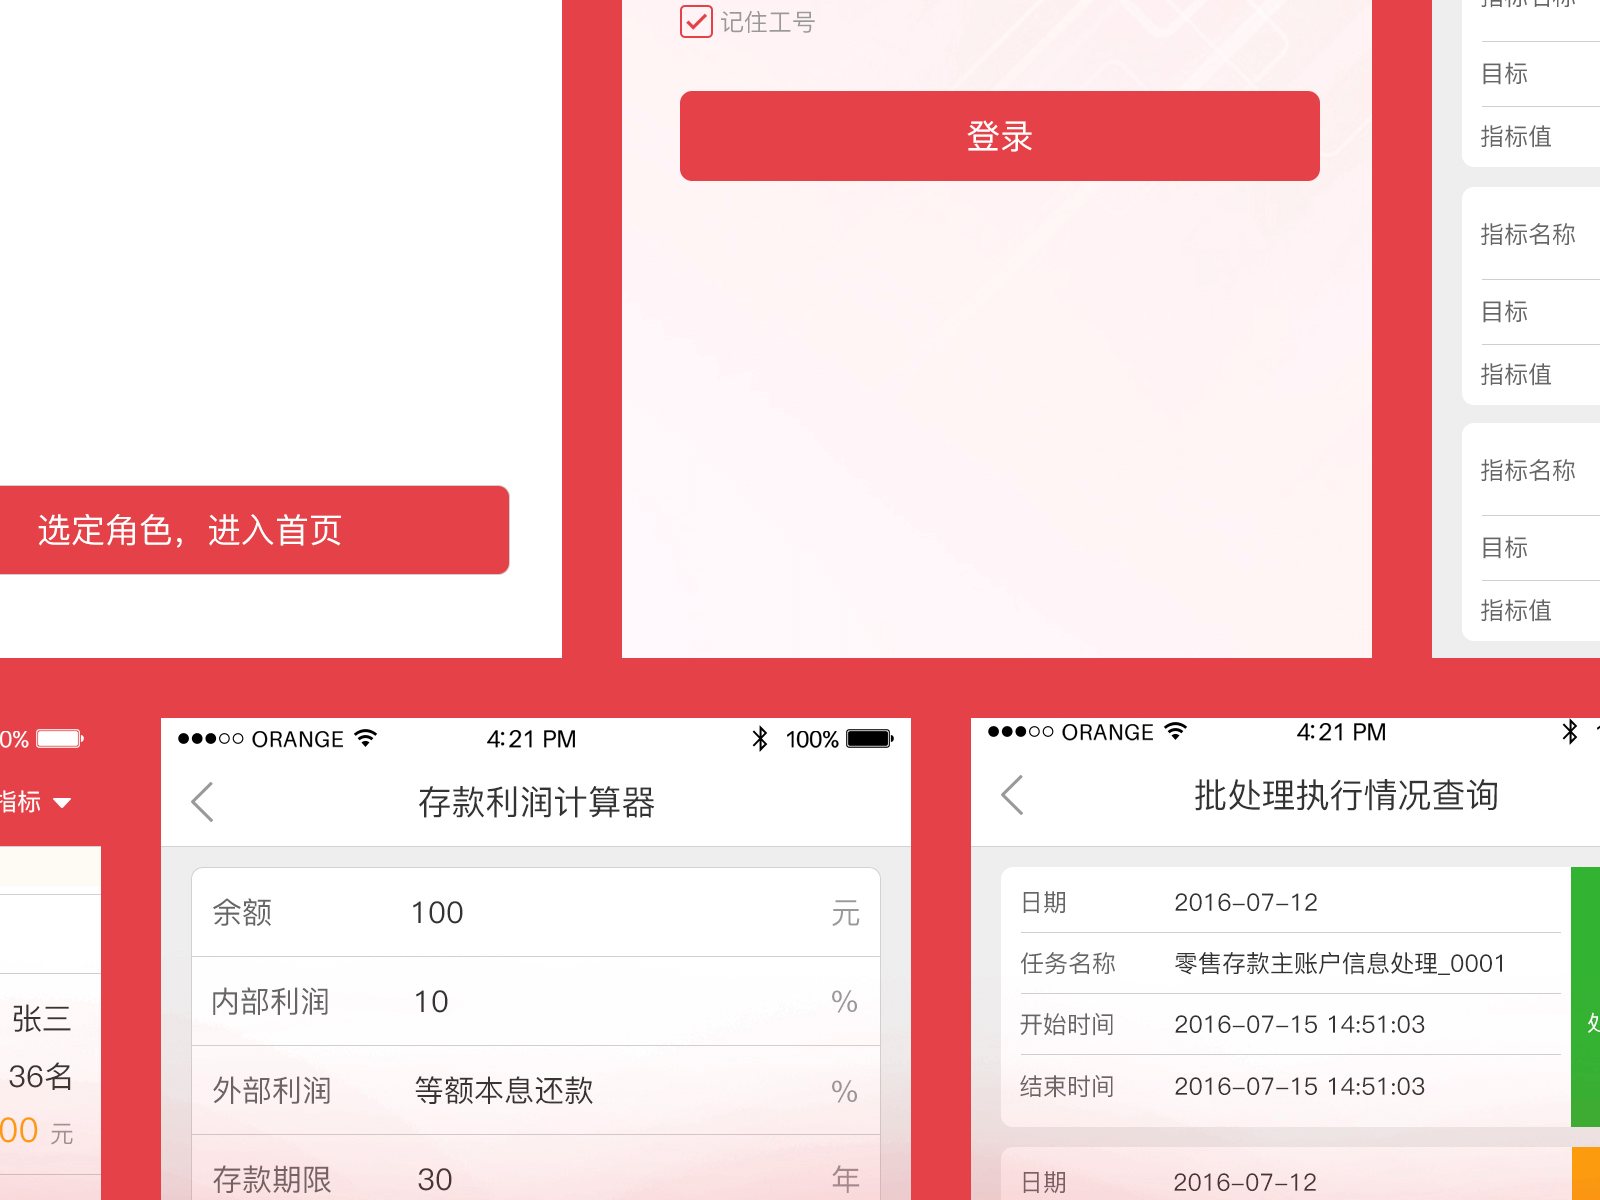 选定角色，进入首页
记住工号
登录
指标名称
目标
指标值
指标名称
目标
指标值
指标名称
目标
指标值
0%
指标
张三
36名
00 元
ORANGE 4:21 PM 100%
存款利润计算器
余额 100 元
内部利润 10 %
外部利润 等额本息还款 %
存款期限 30 年
ORANGE 4:21 PM
批处理执行情况查询
日期 2016-07-12
任务名称 零售存款主账户信息处理_0001
开始时间 2016-07-15 14:51:03
结束时间 2016-07-15 14:51:03
日期 2016-07-12